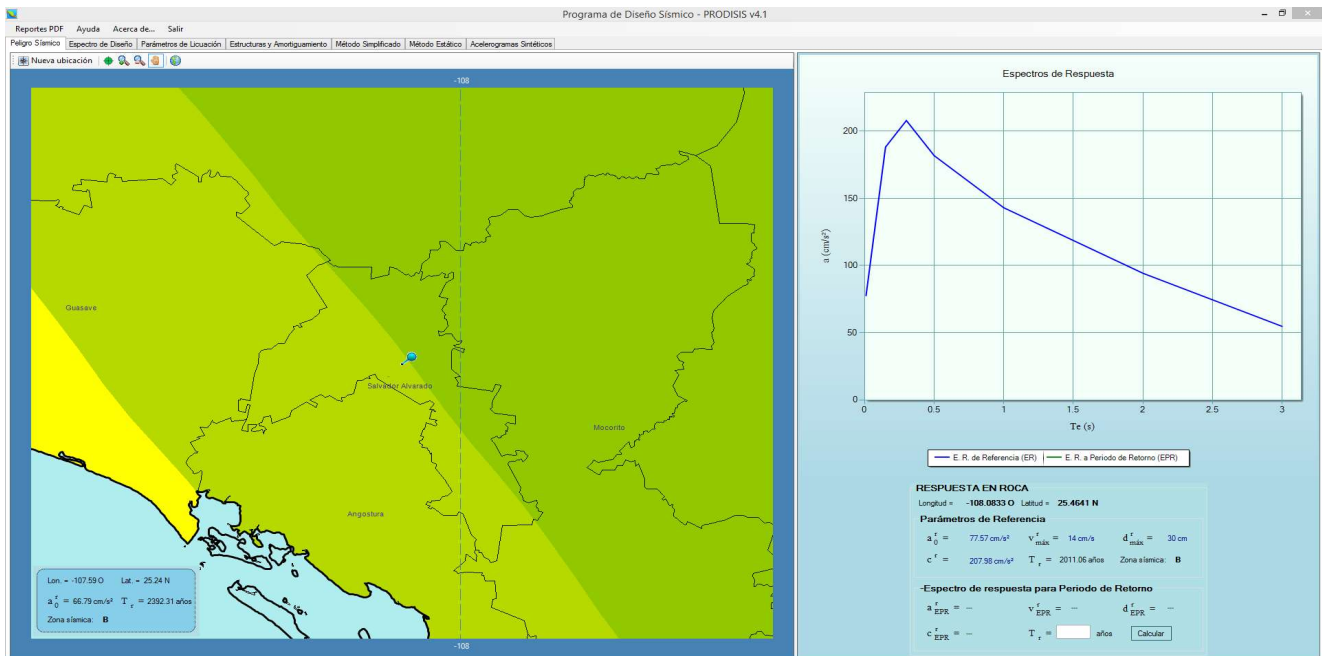 Programa de Diseño Sísmico - PRODISIS v4.1
Reportes PDF Ayuda Acerca de... Salir
Peligro Sísmico Espectro de Diseño Parámetros de Licuación Estructuras y Amortiguamiento Método Simplificado Método Estático Acelerogramas Sintéticos
Nueva ubicación
-108
Guasave
Salvador Alvarado
Mocorito
Angostura
Lon. = -107.59 O Lat. = 25.24 N
a r 0 = 66.79 cm/s² T r = 2392.31 años
Zona sísmica: B
-108
Espectros de Respuesta
a (cm/s²)
200
150
100
50
0
0 0.5 1 1.5 2 2.5 3
Te (s)
E. R. de Referencia (ER) E. R. a Periodo de Retorno (EPR)
RESPUESTA EN ROCA
Longitud = -108.0833 O Latitud = 25.4641 N
Parámetros de Referencia
a r 0 = 77.57 cm/s² v r máx = 14 cm/s d r máx = 30 cm
c r = 207.98 cm/s² T r = 2011.06 años Zona sísmica: B
-Espectro de respuesta para Periodo de Retorno
a r EPR = – v r EPR = – d r EPR = –
c r EPR = – T r = años Calcular